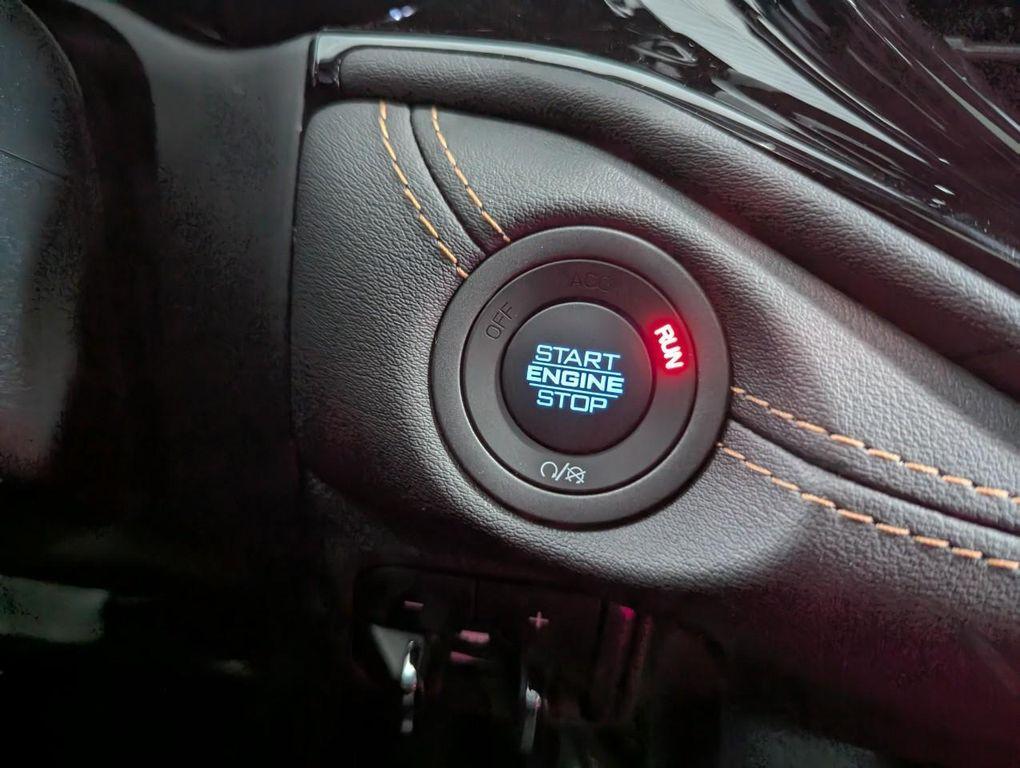 ACC
OFF
RUN
START
ENGINE
STOP
-
+